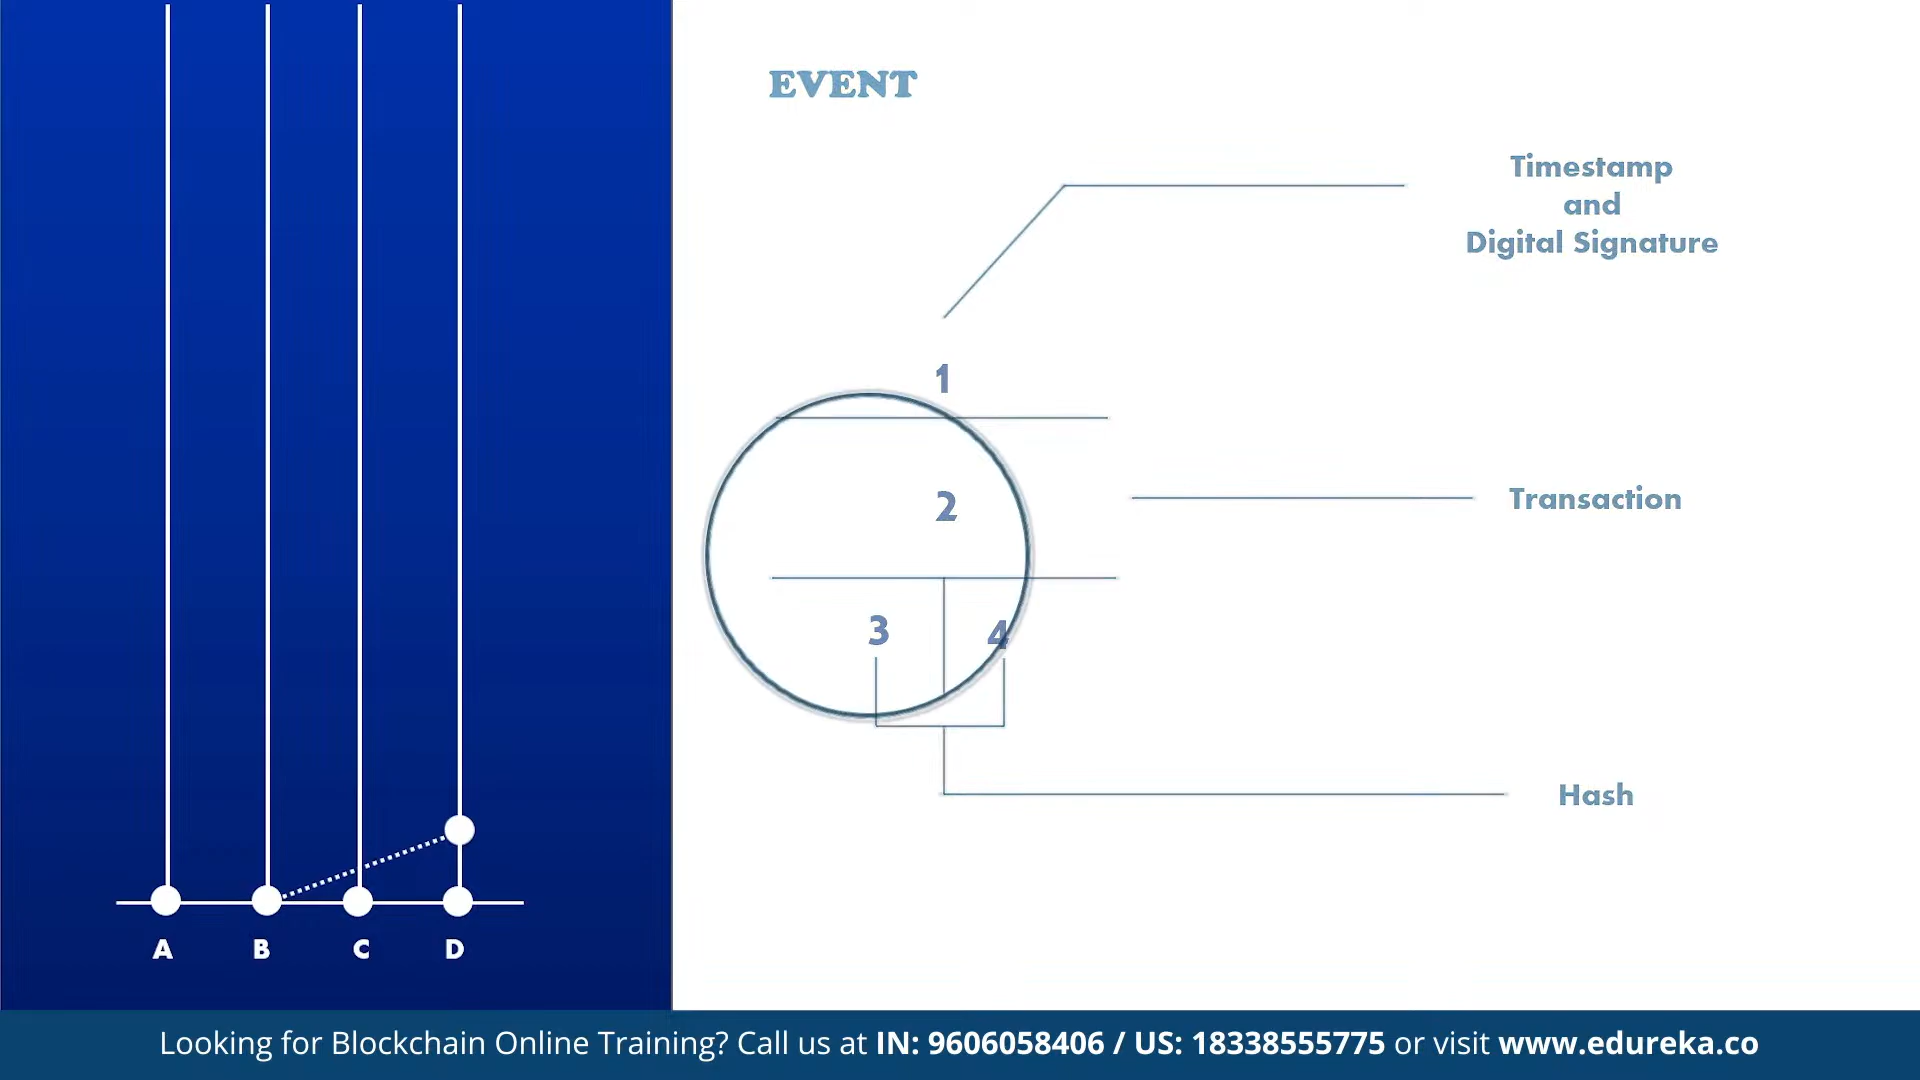 EVENT
Timestamp
and
Digital Signature
1
2
Transaction
3 4
Hash
A B C D
Looking for Blockchain Online Training? Call us at IN: 9606058406 / US: 18338555775 or visit www.edureka.co